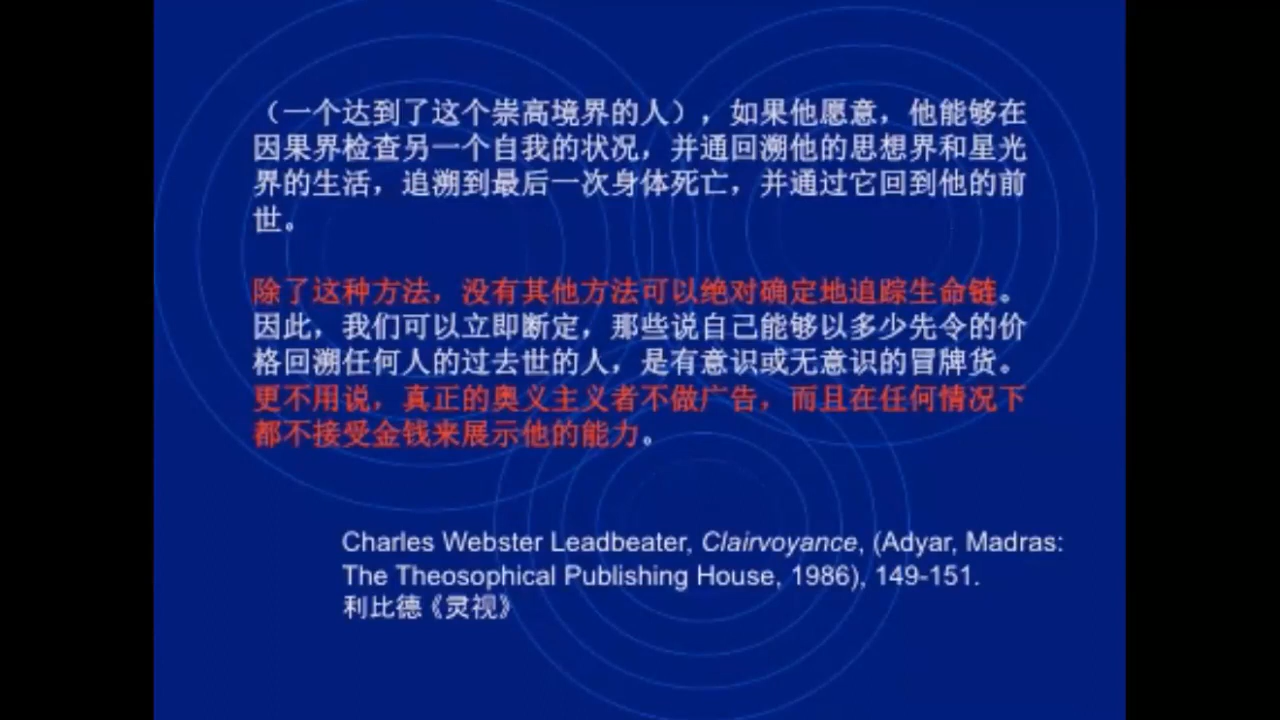 （一个达到了这个崇高境界的人），如果他愿意，他能够在
因果界检查另一个自我的状况，并通回溯他的思想界和星光
界的生活，追溯到最后一次身体死亡，并通过它回到他的前
世。
除了这种方法，没有其他方法可以绝对确定地追踪生命链。
因此，我们可以立即断定，那些说自己能够以多少先令的价
格回溯任何人的过去世的人，是有意识或无意识的冒牌货。
更不用说，真正的奥义主义者不做广告，而且在任何情况下
都不接受金钱来展示他的能力。
Charles Webster Leadbeater, Clairvoyance, (Adyar, Madras:
The Theosophical Publishing House, 1986), 149-151.
利比德《灵视》